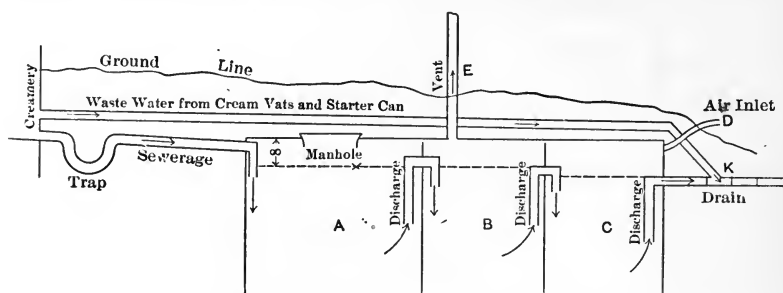 Ground Line
Vent
E
Creamery
Waste Water from Cream Vats and Starter Can
Air Inlet
D
Sewerage
Trap
8
Manhole
x
K
Drain
Discharge
Discharge
Discharge
A
B
C